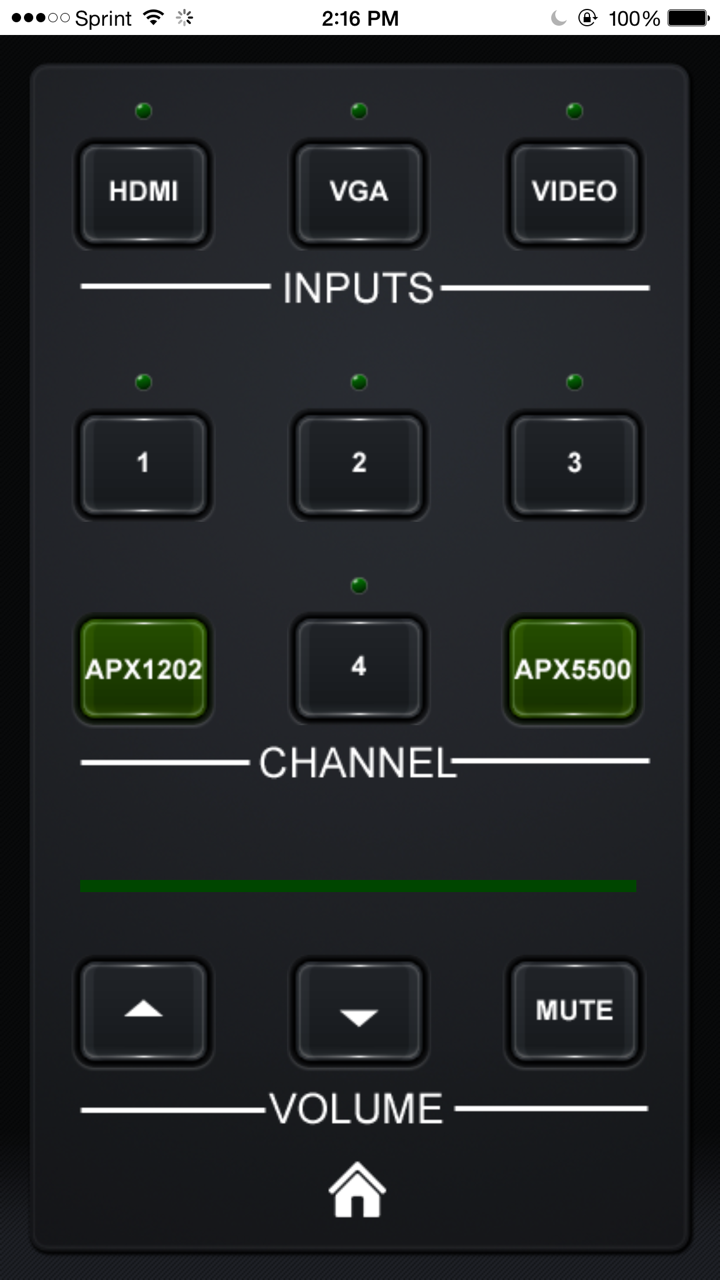 Sprint 2:16 PM 100%
HDMI VGA VIDEO
INPUTS
1 2 3
APX1202 4 APX5500
CHANNEL
MUTE
VOLUME